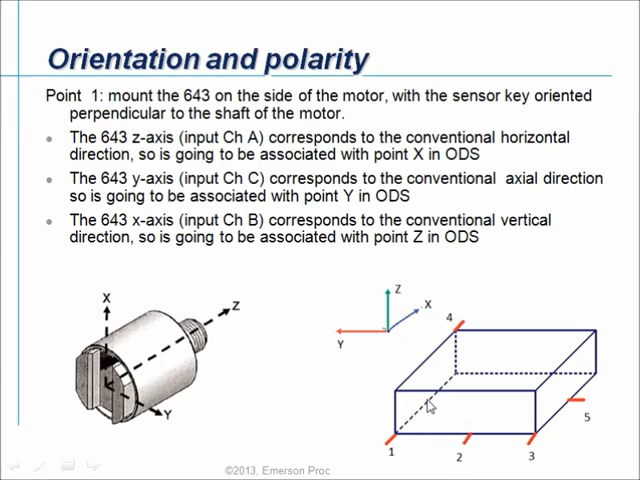 Orientation and polarity
Point 1: mount the 643 on the side of the motor, with the sensor key oriented
perpendicular to the shaft of the motor.
The 643 z-axis (input Ch A) corresponds to the conventional horizontal
direction, so is going to be associated with point X in ODS
The 643 y-axis (input Ch C) corresponds to the conventional axial direction
so is going to be associated with point Y in ODS
The 643 x-axis (input Ch B) corresponds to the conventional vertical
direction, so is going to be associated with point Z in ODS
X
Z
Y
Z
X
Y
4
5
1
2
3
©2013, Emerson Proc